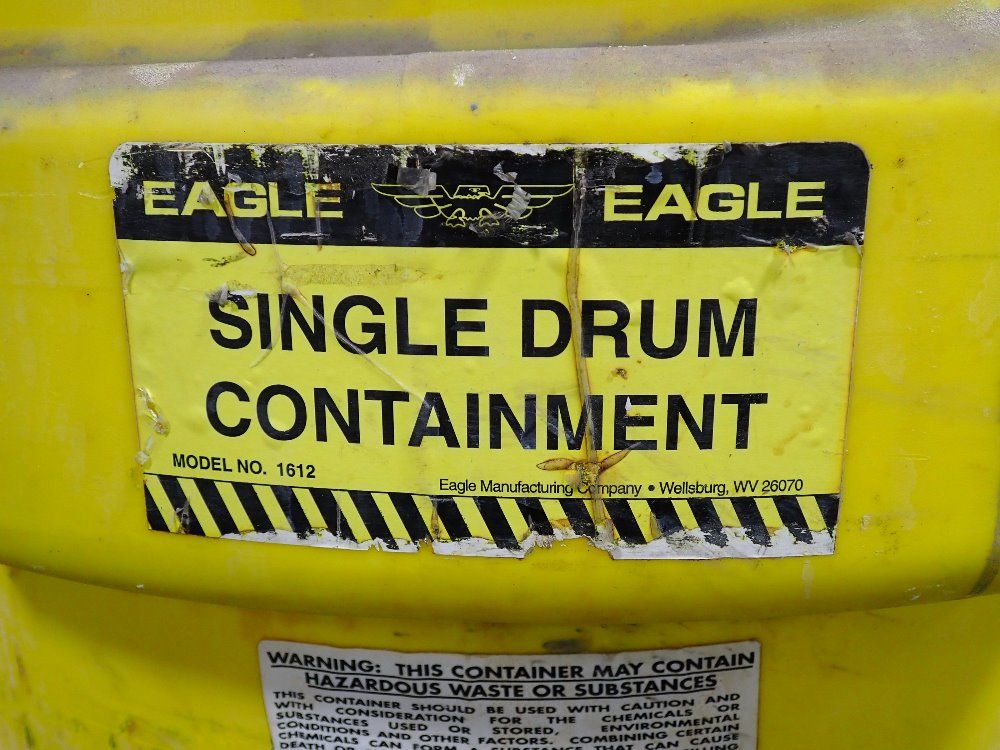 EAGLE EAGLE
SINGLE DRUM
CONTAINMENT
MODEL NO. 1612
Eagle Manufacturing Company • Wellsburg, WV 26070
WARNING: THIS CONTAINER MAY CONTAIN
HAZARDOUS WASTE OR SUBSTANCES
THIS CONTAINER SHOULD BE USED WITH CAUTION AND
WITH CONSIDERATION FOR THE CHEMICALS OR
SUBSTANCES USED OR STORED, ENVIRONMENTAL
CONDITIONS AND OTHER FACTORS. COMBINING CERTAIN
CHEMICALS CAN FORM A SUBSTANCE THAT CAN CAUSE
DEATH OR